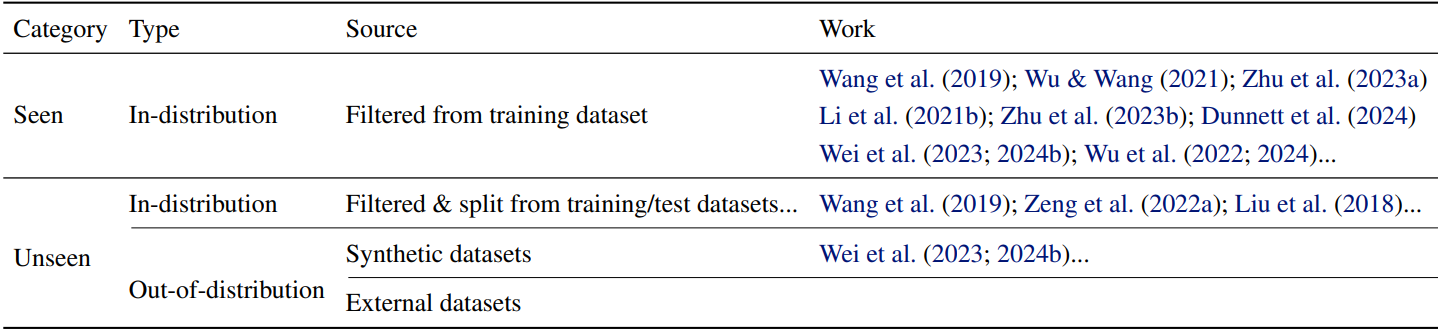 Category Type Source Work
Wang et al. (2019); Wu & Wang (2021); Zhu et al. (2023a)
Seen In-distribution Filtered from training dataset Li et al. (2021b); Zhu et al. (2023b); Dunnett et al. (2024)
Wei et al. (2023; 2024b); Wu et al. (2022; 2024)...
In-distribution Filtered & split from training/test datasets... Wang et al. (2019); Zeng et al. (2022a); Liu et al. (2018)...
Unseen
Synthetic datasets Wei et al. (2023; 2024b)...
Out-of-distribution
External datasets